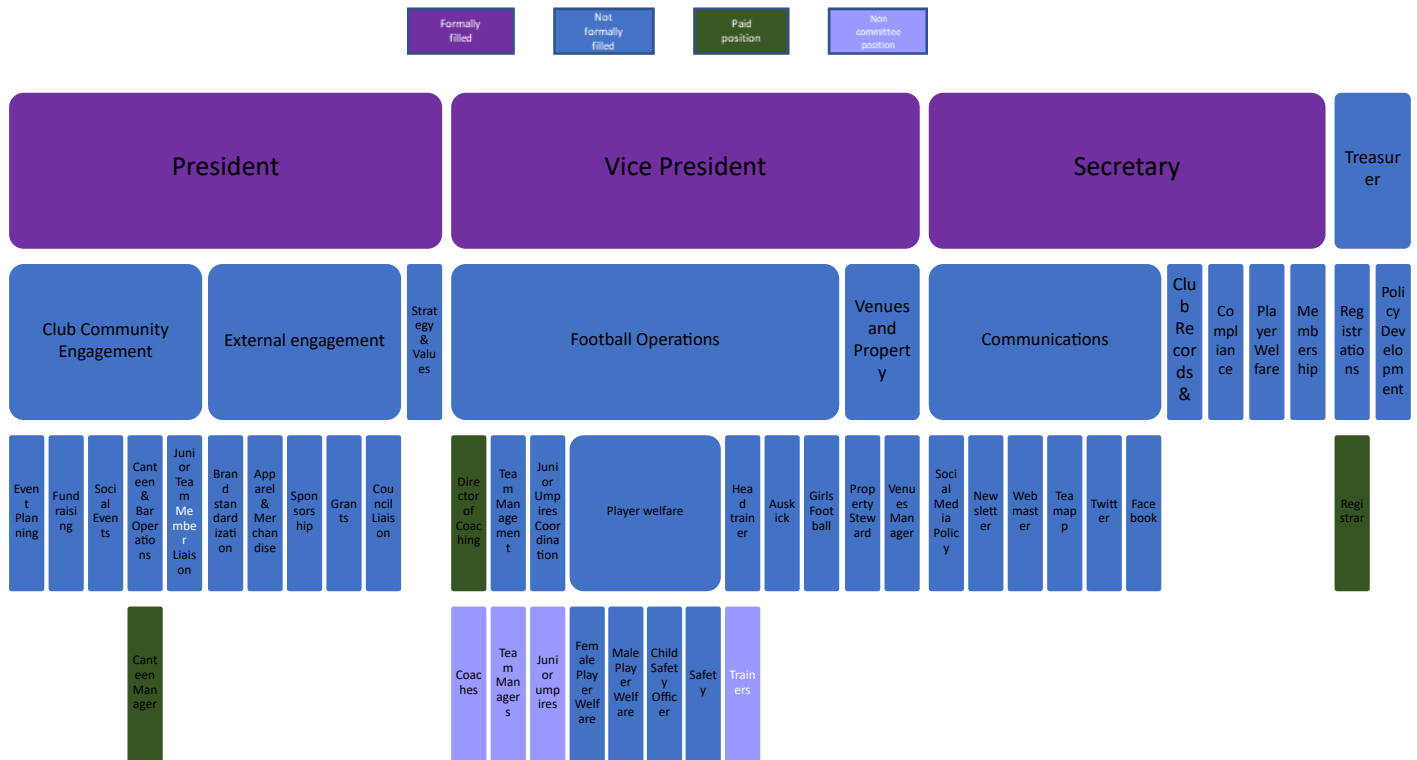 Formally
filled
Not
formally
filled
Paid
position
Non
committee
position
President
Vice President
Secretary
Treasur
er
Club Community
Engagement
External engagement
Strat
egy
&
Valu
es
Football Operations
Venues
and
Propert
y
Communications
Clu
b
Re
cor
ds
&
Co
mpl
ian
ce
Pla
yer
Wel
fare
Me
mb
ers
hip
Reg
istr
atio
ns
Poli
cy
Dev
elo
pm
ent
Even
t
Plan
ning
Fund
raisi
ng
Soci
al
Even
ts
Cant
een
&
Bar
Oper
atio
ns
Juni
or
Tea
m
Me
mbe
r
Liais
on
Bran
d
stan
dard
izati
on
App
arel
&
Mer
chan
dise
Spo
nsors
hip
Gran
ts
Cou
ncil
Liais
on
Dire
ctor
of
Coac
hing
Tea
m
Man
age
men
t
Juni
or
Ump
ires
Coor
dina
tion
Player welfare
Hea
d
train
er
Ausk
ick
Girls
Foot
ball
Prop
erty
Stew
ard
Venu
es
Man
ager
Soci
al
Med
ia
Polic
y
New
slett
er
Web
mast
er
Tea
map
p
Twitt
er
Face
book
Regi
strar
Cant
een
Man
ager
Coac
hes
Tea
m
Man
ager
s
Juni
or
ump
ires
Fem
ale
Play
er
Welf
are
Male
Play
er
Welf
are
Child
Safet
y
Offic
er
Safet
y
Train
ers